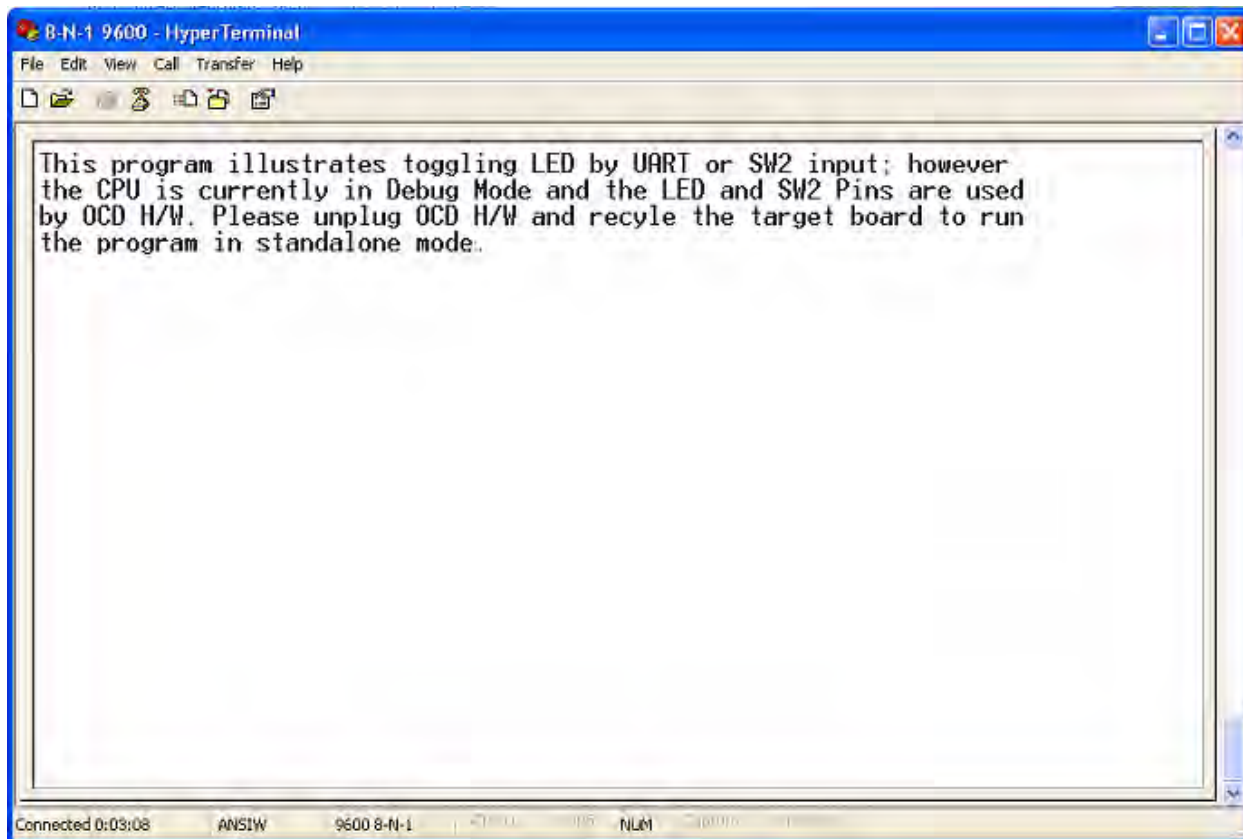 8-N-1 9600 - HyperTerminal
File Edit View Call Transfer Help
This program illustrates toggling LED by UART or SW2 input; however
the CPU is currently in Debug Mode and the LED and SW2 Pins are used
by OCD H/W. Please unplug OCD H/W and recyle the target board to run
the program in standalone mode.
Connected 0:03:08 ANSIW 9600 8-N-1 NUM